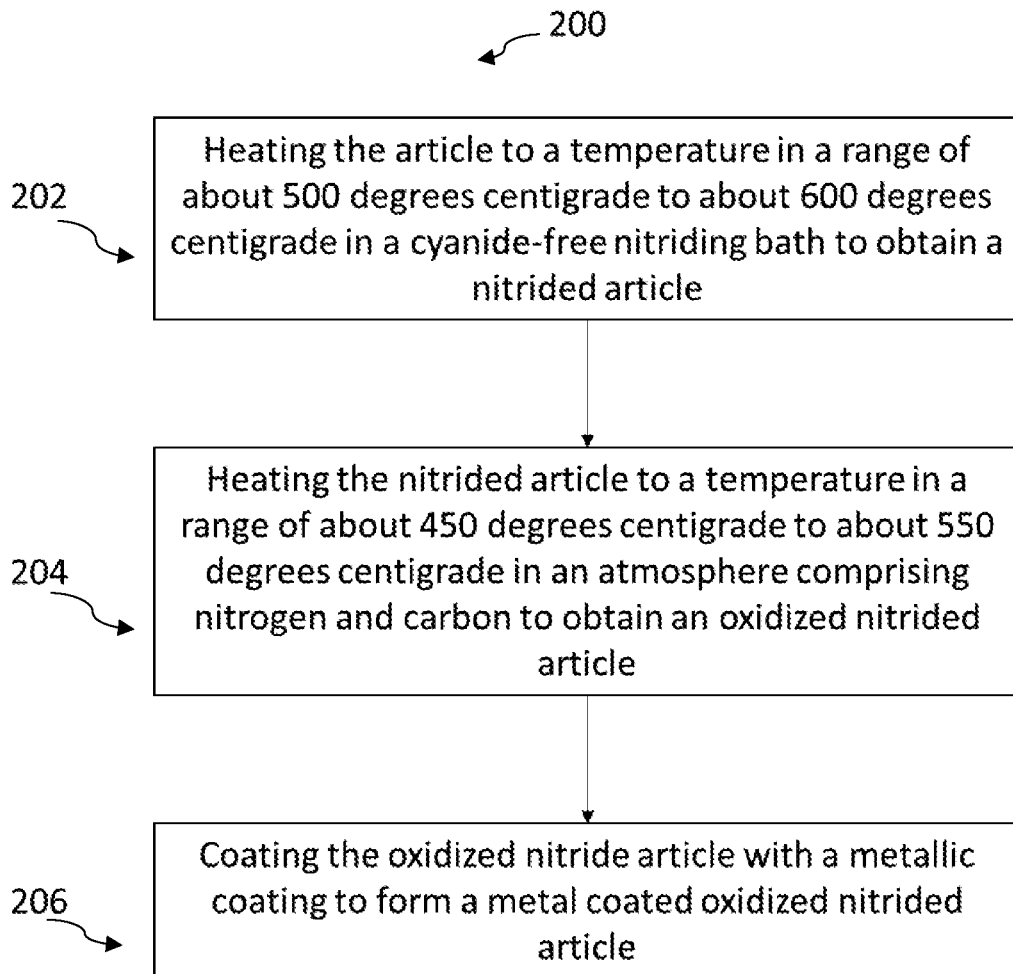 200
202
Heating the article to a temperature in a range of
about 500 degrees centigrade to about 600 degrees
centigrade in a cyanide-free nitriding bath to obtain a
nitrided article
204
Heating the nitrided article to a temperature in a
range of about 450 degrees centigrade to about 550
degrees centigrade in an atmosphere comprising
nitrogen and carbon to obtain an oxidized nitrided
article
206
Coating the oxidized nitride article with a metallic
coating to form a metal coated oxidized nitrided
article